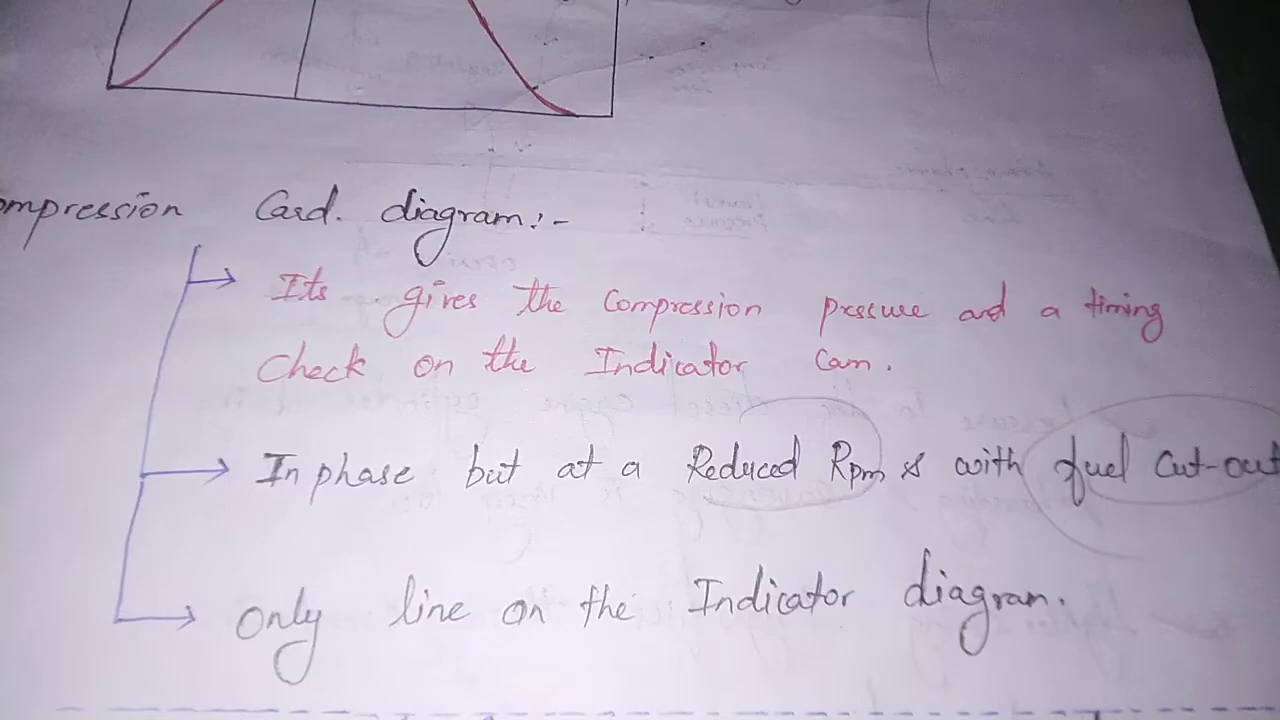 ompression Card. diagram:-
Its gives the Compression pressure and a timing
Check on the Indicator Cam.
In phase but at a Reduced Rpm & with fuel Cut-out
Only line on the Indicator diagram.